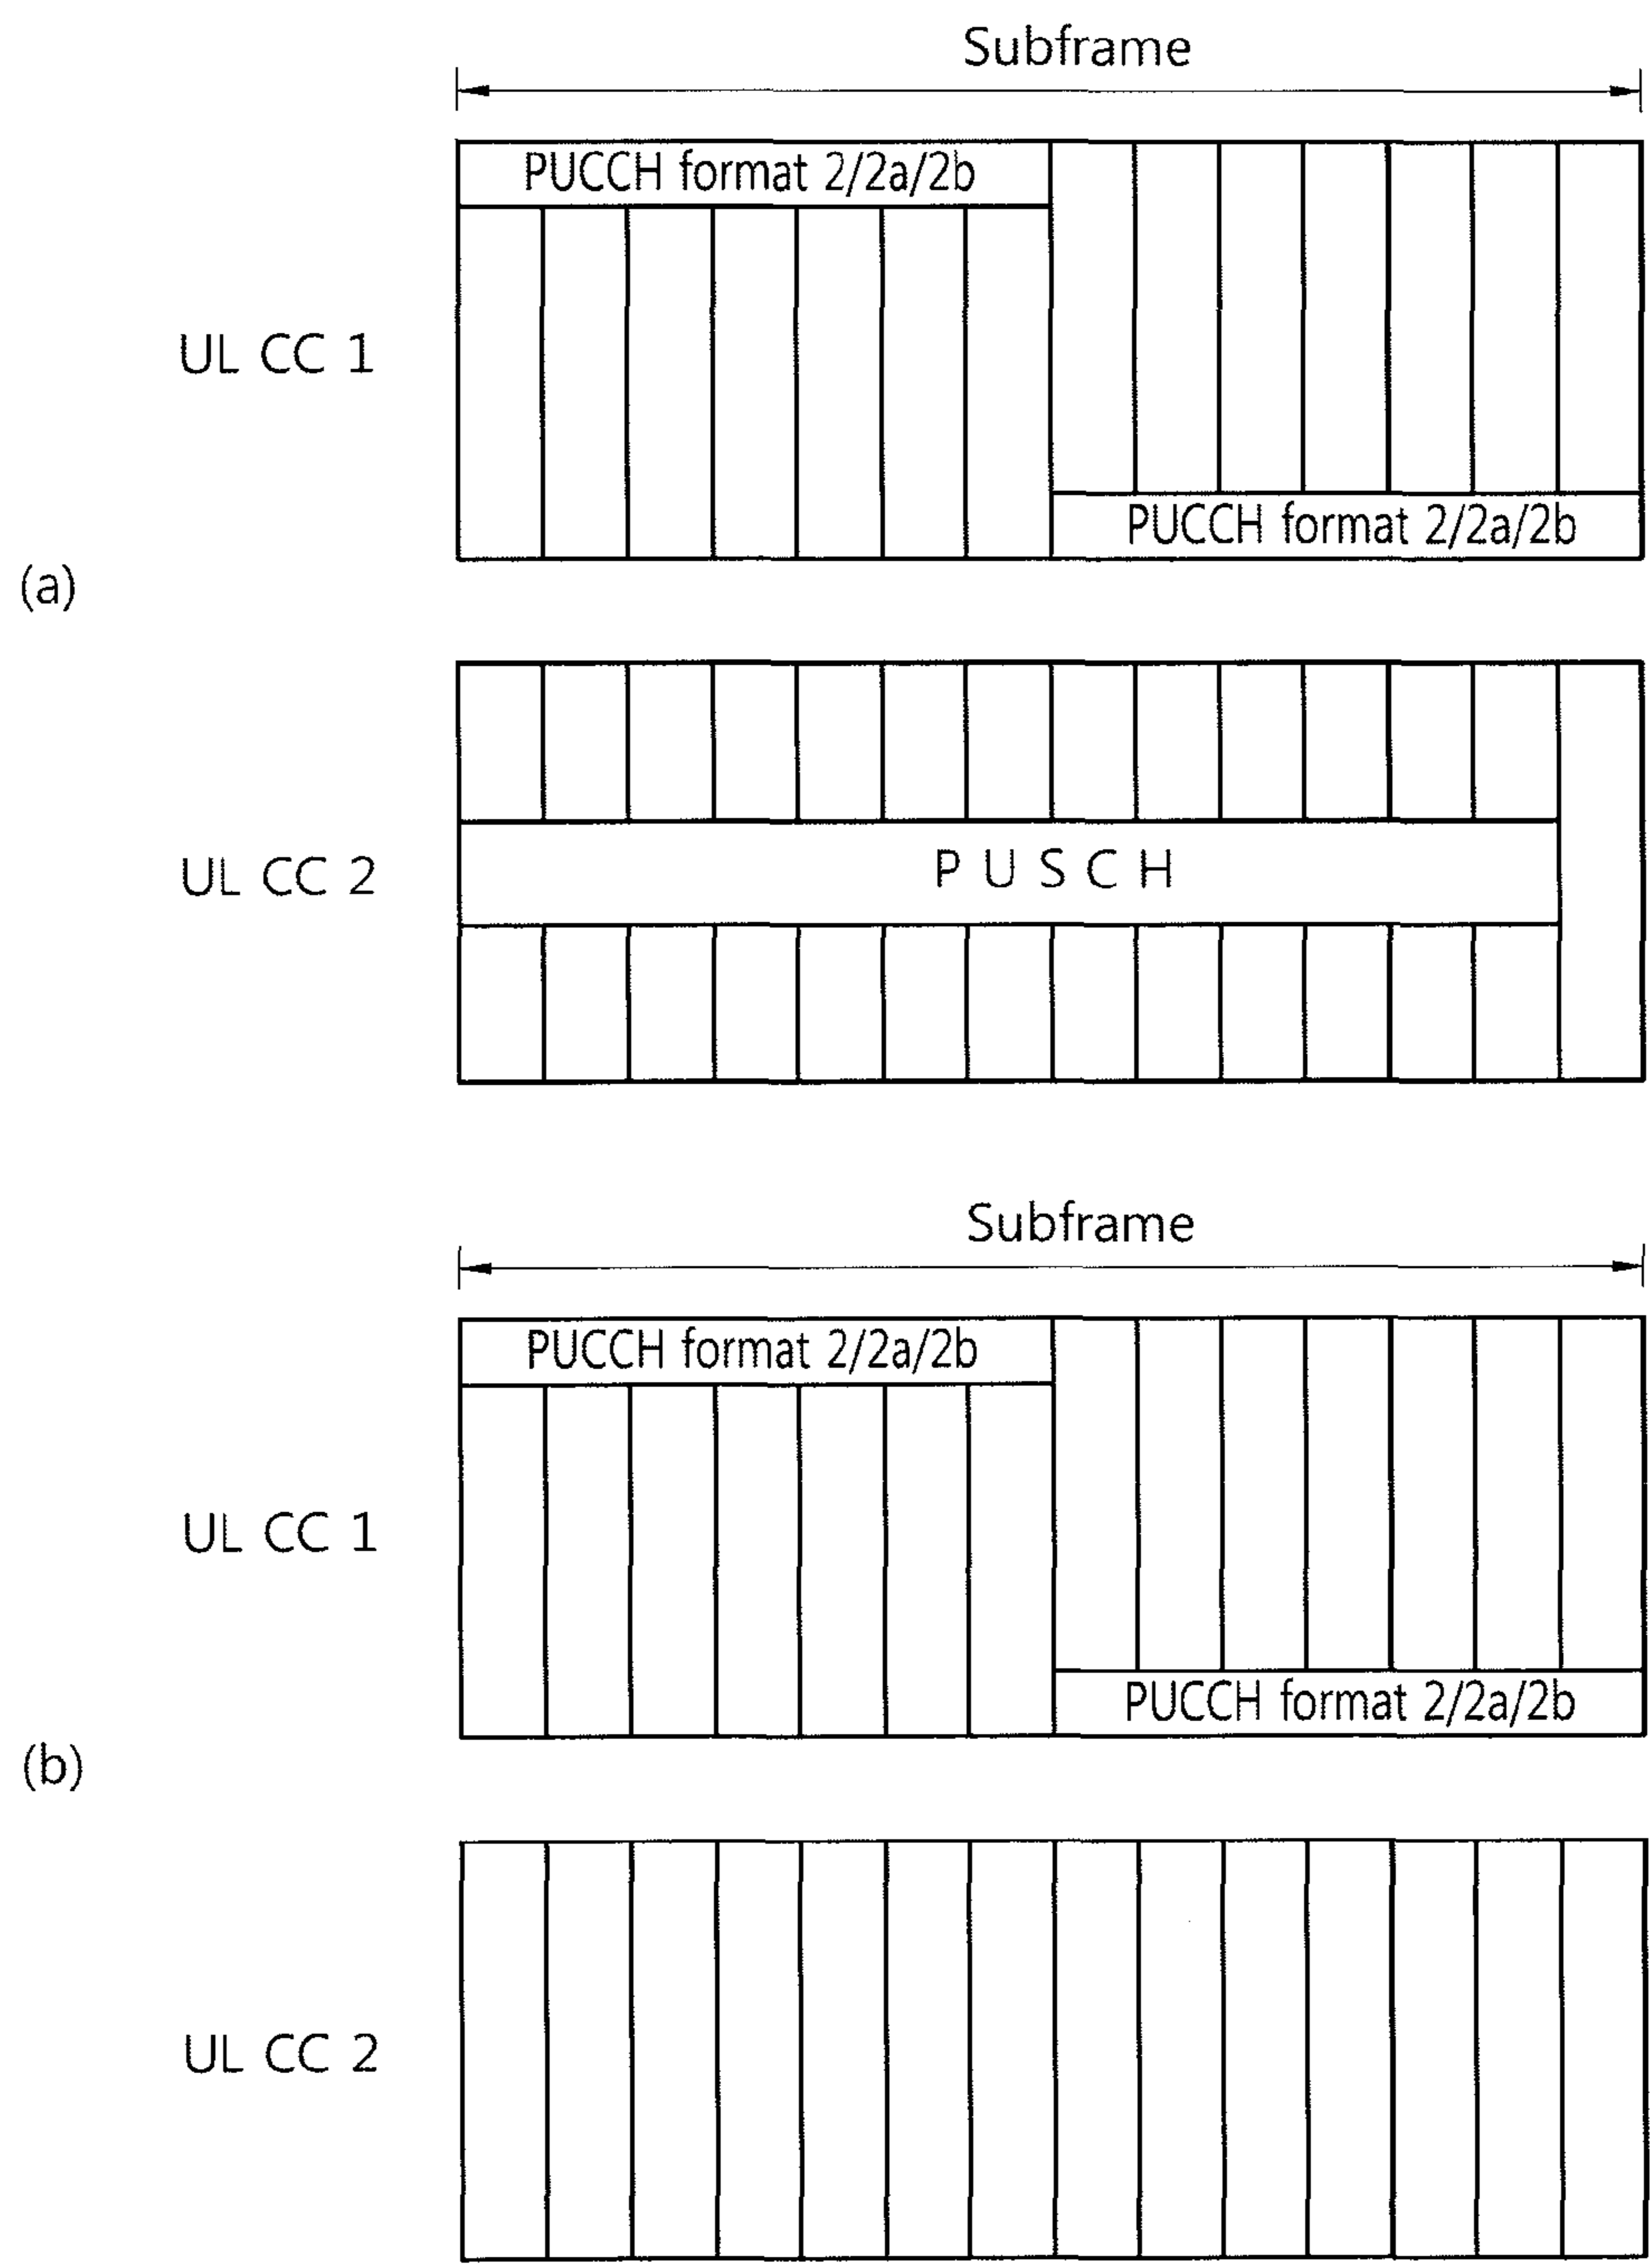 Subframe
PUCCH format 2/2a/2b
UL CC 1
PUCCH format 2/2a/2b
(a)
UL CC 2
P U S C H
Subframe
PUCCH format 2/2a/2b
UL CC 1
PUCCH format 2/2a/2b
(b)
UL CC 2